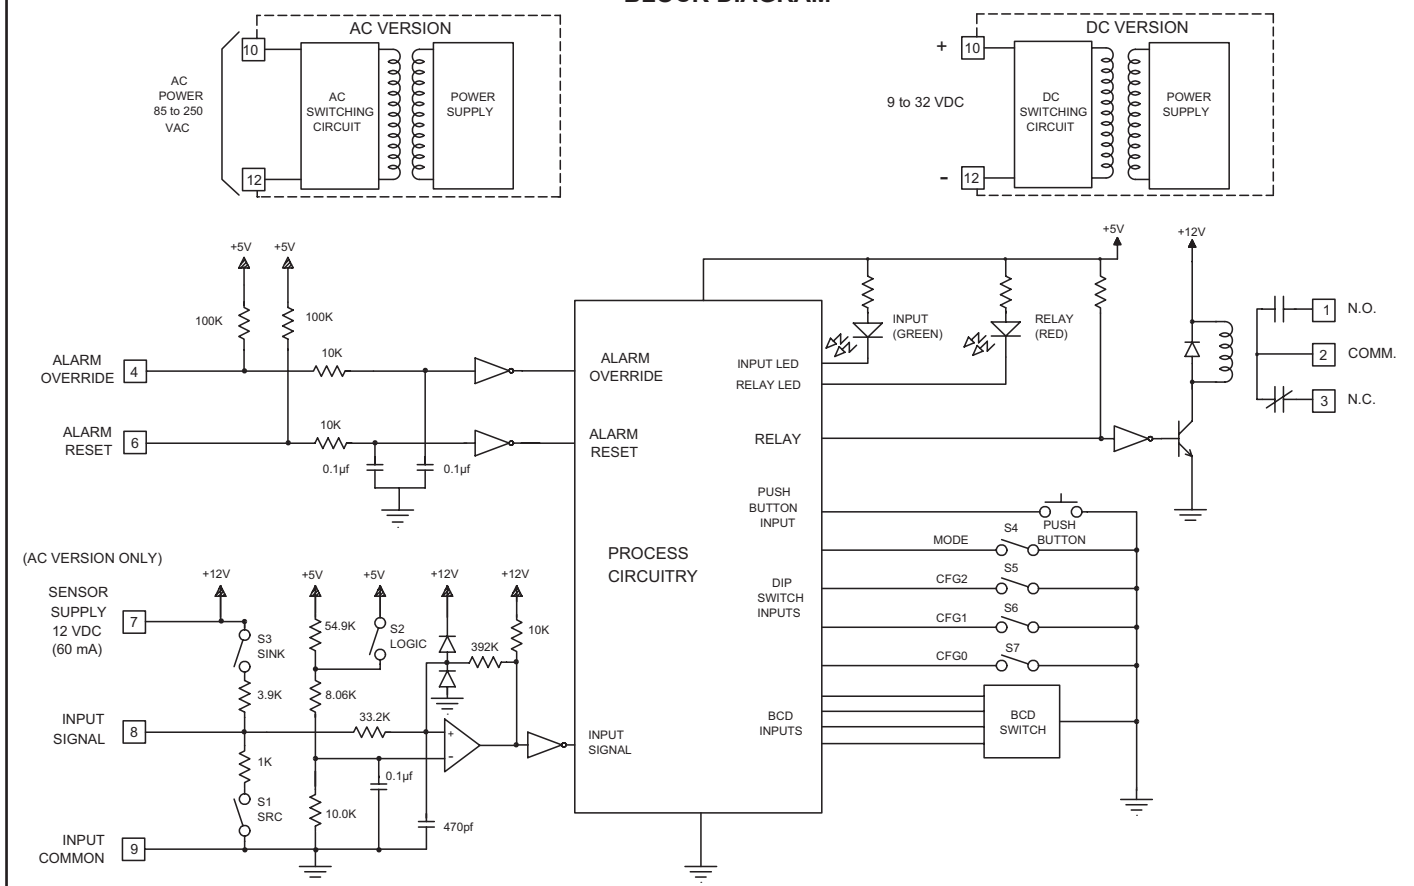 BLOCK DIAGRAM
AC VERSION
10
AC
POWER
85 to 250
VAC
AC
SWITCHING
CIRCUIT
POWER
SUPPLY
12
DC VERSION
+
10
9 to 32 VDC
DC
SWITCHING
CIRCUIT
POWER
SUPPLY
-
12
+5V
+5V
100K
100K
ALARM
OVERRIDE
4
10K
ALARM
RESET
6
10K
0.1µf
0.1µf
ALARM
OVERRIDE
ALARM
RESET
PROCESS
CIRCUITRY
INPUT
SIGNAL
INPUT LED
RELAY LED
RELAY
PUSH
BUTTON
INPUT
DIP
SWITCH
INPUTS
BCD
INPUTS
+5V
+12V
INPUT
(GREEN)
RELAY
(RED)
1
N.O.
2
COMM.
3
N.C.
PUSH
BUTTON
MODE
S4
CFG2
S5
CFG1
S6
CFG0
S7
BCD
SWITCH
(AC VERSION ONLY)
SENSOR
SUPPLY
12 VDC
(60 mA)
7
+12V
+5V
+5V
+12V
+12V
S3
SINK
54.9K
S2
LOGIC
392K
10K
3.9K
8.06K
INPUT
SIGNAL
8
33.2K
+
-
1K
0.1µf
S1
SRC
10.0K
470pf
INPUT
COMMON
9